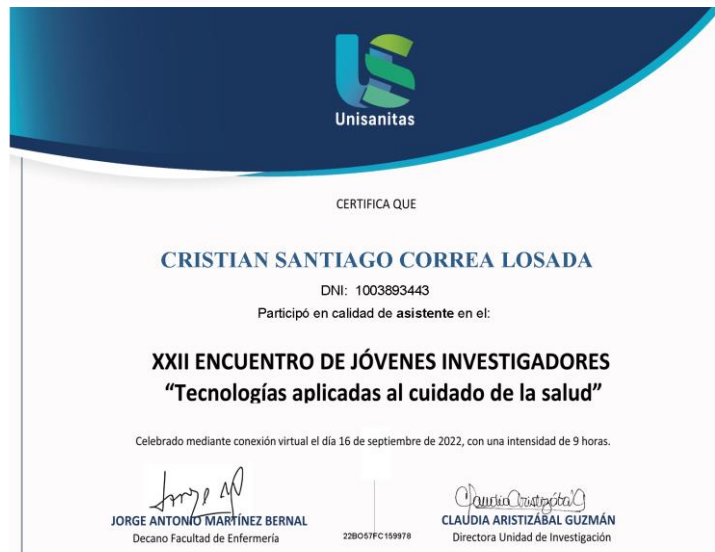 Unisanitas
CERTIFICA QUE
CRISTIAN SANTIAGO CORREA LOSADA
DNI: 1003893443
Participó en calidad de asistente en el:
XXII ENCUENTRO DE JÓVENES INVESTIGADORES
“Tecnologías aplicadas al cuidado de la salud”
Celebrado mediante conexión virtual el día 16 de septiembre de 2022, con una intensidad de 9 horas.
Claudia Aristizábal G
JORGE ANTONIO MARTÍNEZ BERNAL
Decano Facultad de Enfermería
22BO57FC159978
CLAUDIA ARISTIZÁBAL GUZMÁN
Directora Unidad de Investigación